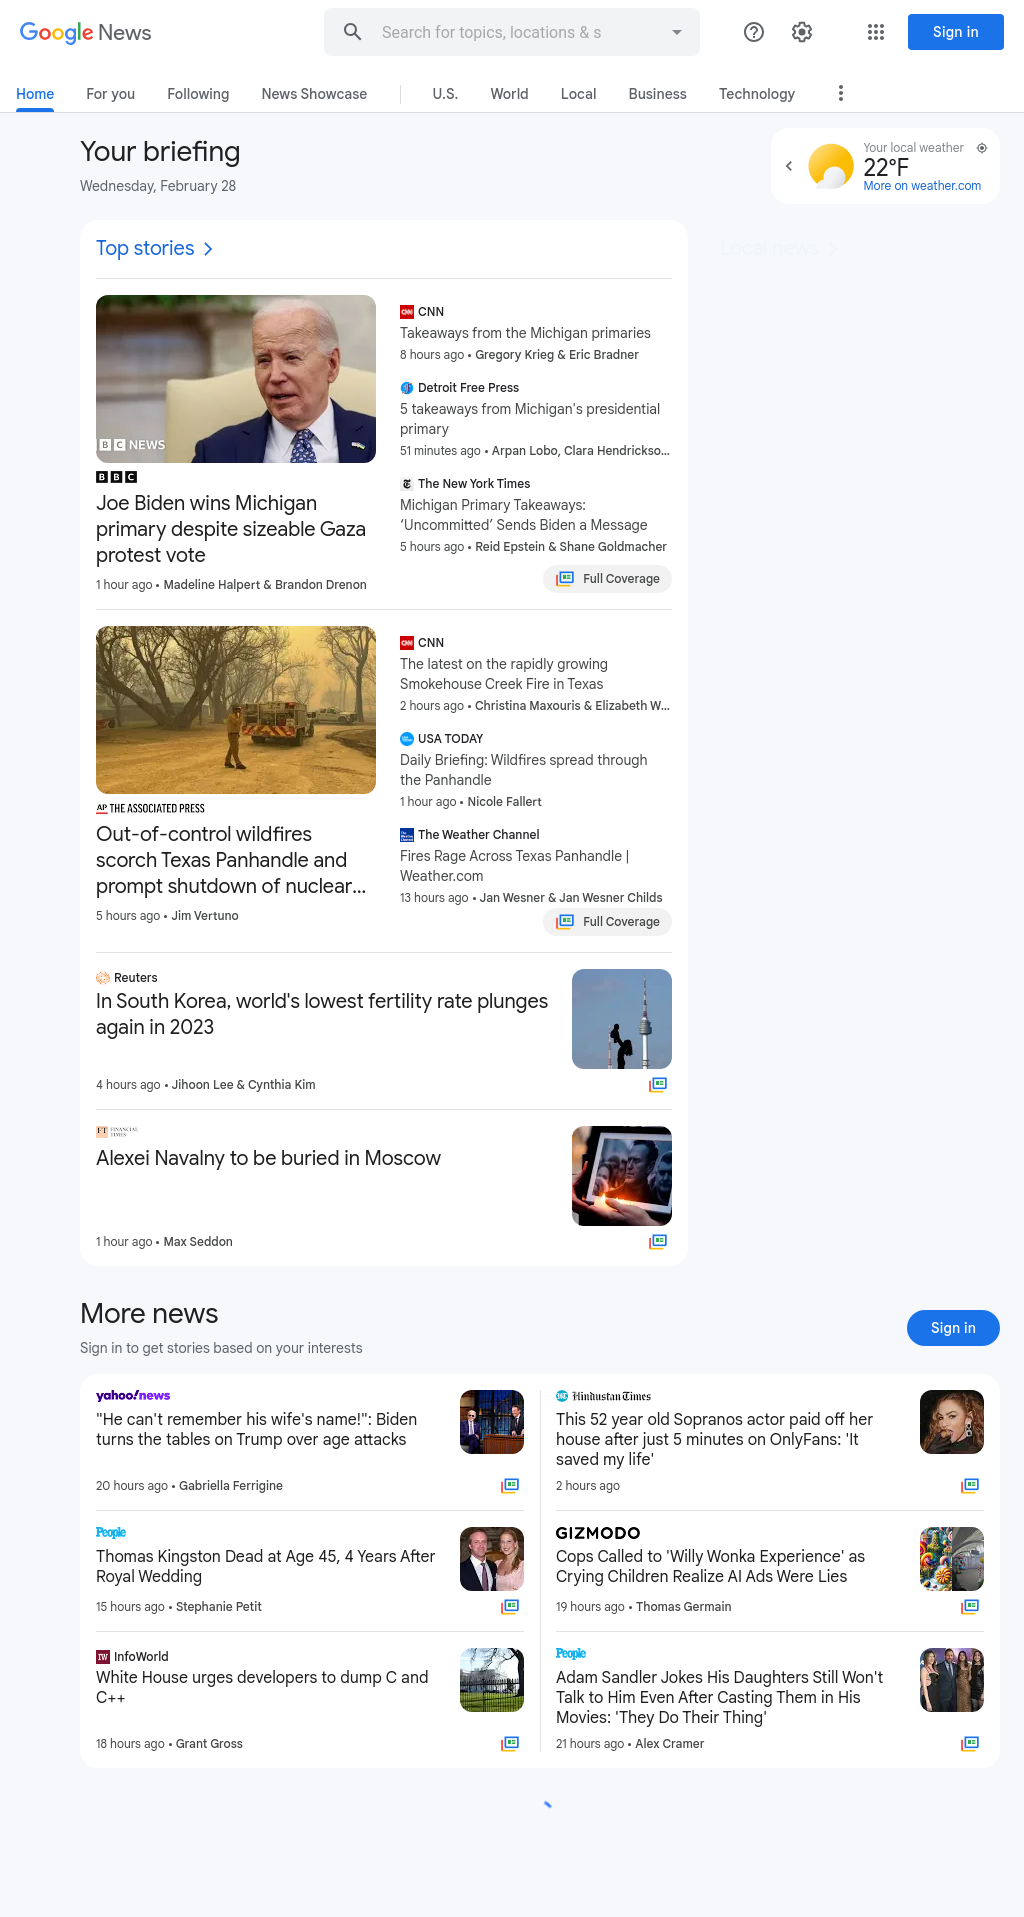 Google News
Search for topics, locations & s
Sign in
Home
For you
Following
News Showcase
U.S.
World
Local
Business
Technology
Your briefing
Wednesday, February 28
Your local weather
22°F
More on weather.com
Top stories
Local news
BBC NEWS
BBC
Joe Biden wins Michigan
primary despite sizeable Gaza
protest vote
1 hour ago • Madeline Halpert & Brandon Drenon
CNN
Takeaways from the Michigan primaries
8 hours ago • Gregory Krieg & Eric Bradner
Detroit Free Press
5 takeaways from Michigan's presidential
primary
51 minutes ago • Arpan Lobo, Clara Hendrickso...
The New York Times
Michigan Primary Takeaways:
‘Uncommitted’ Sends Biden a Message
5 hours ago • Reid Epstein & Shane Goldmacher
Full Coverage
AP THE ASSOCIATED PRESS
Out-of-control wildfires
scorch Texas Panhandle and
prompt shutdown of nuclear...
5 hours ago • Jim Vertuno
CNN
The latest on the rapidly growing
Smokehouse Creek Fire in Texas
2 hours ago • Christina Maxouris & Elizabeth W...
USA TODAY
Daily Briefing: Wildfires spread through
the Panhandle
1 hour ago • Nicole Fallert
The Weather Channel
Fires Rage Across Texas Panhandle |
Weather.com
13 hours ago • Jan Wesner & Jan Wesner Childs
Full Coverage
Reuters
In South Korea, world's lowest fertility rate plunges
again in 2023
4 hours ago • Jihoon Lee & Cynthia Kim
FT FINANCIAL
TIMES
Alexei Navalny to be buried in Moscow
1 hour ago • Max Seddon
More news
Sign in to get stories based on your interests
Sign in
yahoo!news
"He can't remember his wife's name!": Biden
turns the tables on Trump over age attacks
20 hours ago • Gabriella Ferrigine
Hindustan Times
This 52 year old Sopranos actor paid off her
house after just 5 minutes on OnlyFans: 'It
saved my life'
2 hours ago
People
Thomas Kingston Dead at Age 45, 4 Years After
Royal Wedding
15 hours ago • Stephanie Petit
GIZMODO
Cops Called to 'Willy Wonka Experience' as
Crying Children Realize AI Ads Were Lies
19 hours ago • Thomas Germain
IW InfoWorld
White House urges developers to dump C and
C++
18 hours ago • Grant Gross
People
Adam Sandler Jokes His Daughters Still Won't
Talk to Him Even After Casting Them in His
Movies: 'They Do Their Thing'
21 hours ago • Alex Cramer